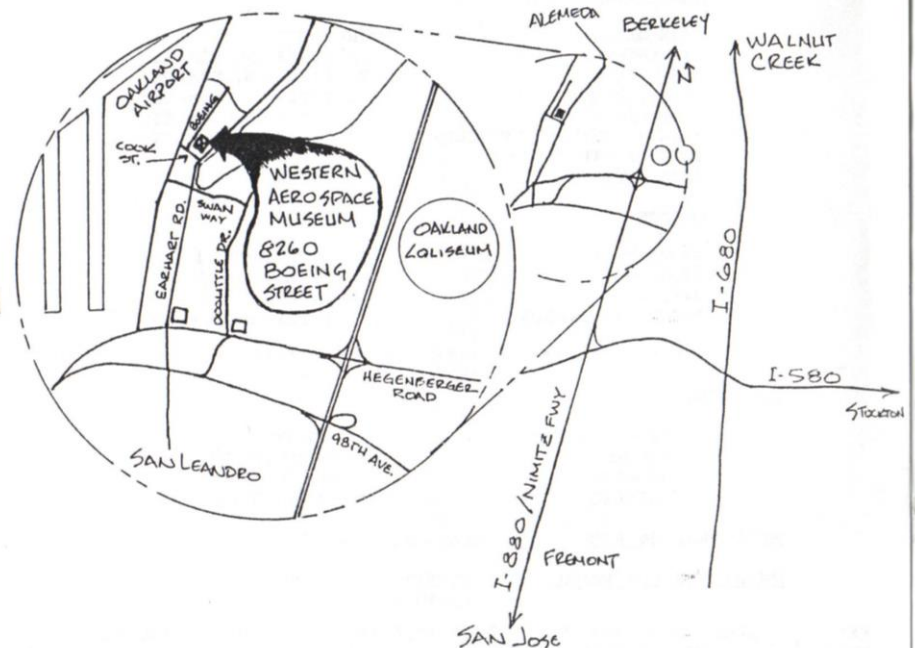 ALEMEDA
BERKELEY
N
WALNUT
CREEK
OAKLAND
AIRPORT
BOEING
COOK
ST.
WESTERN
AEROSPACE
MUSEUM
8260
BOEING
STREET
OAKLAND
COLISEUM
SWAN
WAY
EARHART RD.
DOOLITTLE DR.
I-680
HEGENBERGER
ROAD
I-580
STOCKTON
98TH AVE.
SAN LEANDRO
I-880/NIMITZ FWY
FREMONT
SAN JOSE